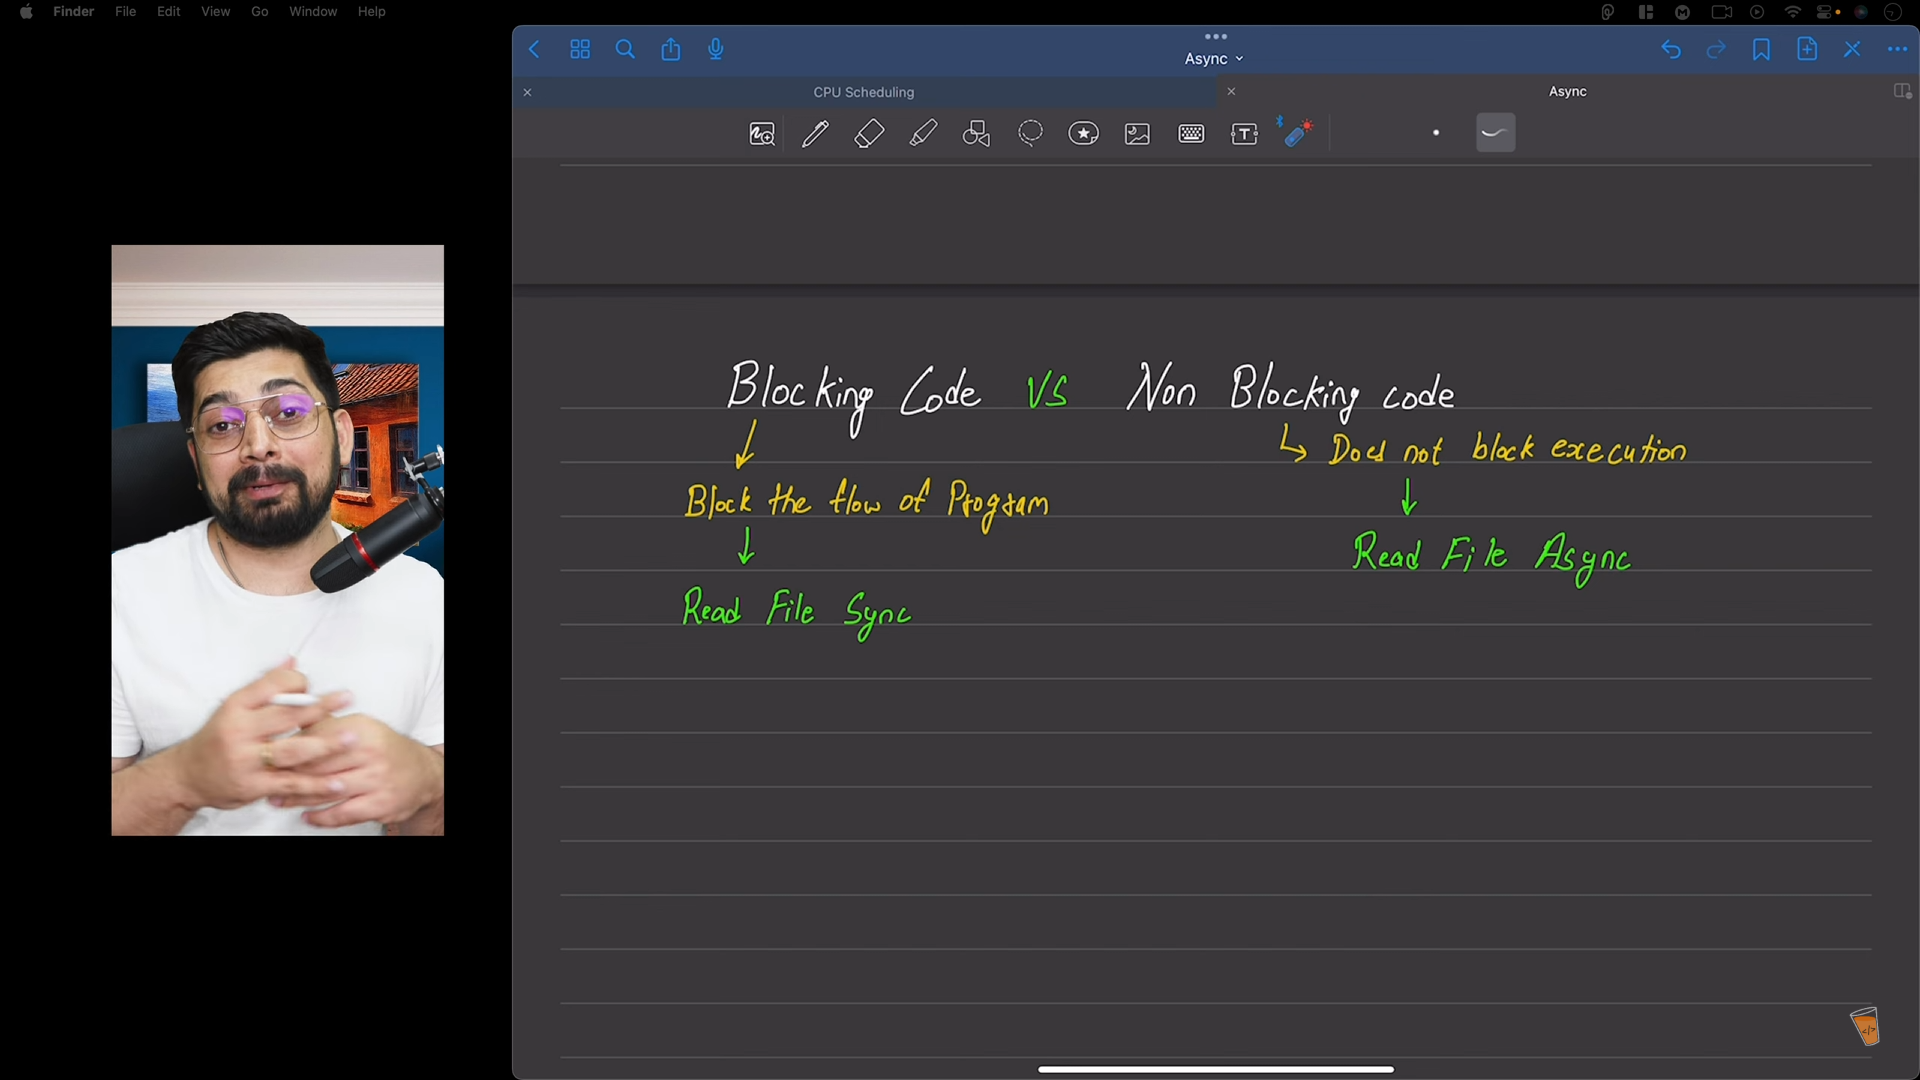 Finder File Edit View Go Window Help
Async
CPU Scheduling
Async
T
Blocking Code VS Non Blocking code
Does not block execution
Block the flow of Program
Read File Async
Read File Sync
</>